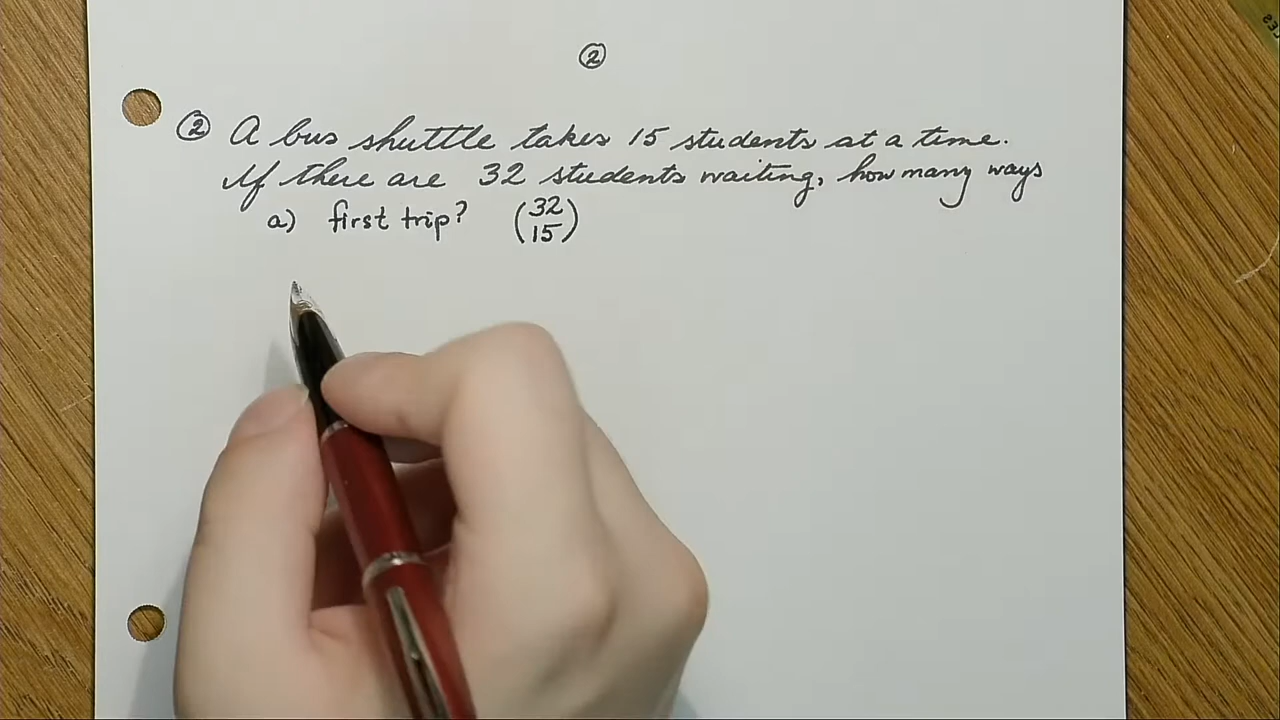 ②
② A bus shuttle takes 15 students at a time.
If there are 32 students waiting, how many ways
a) first trip? (32
15)